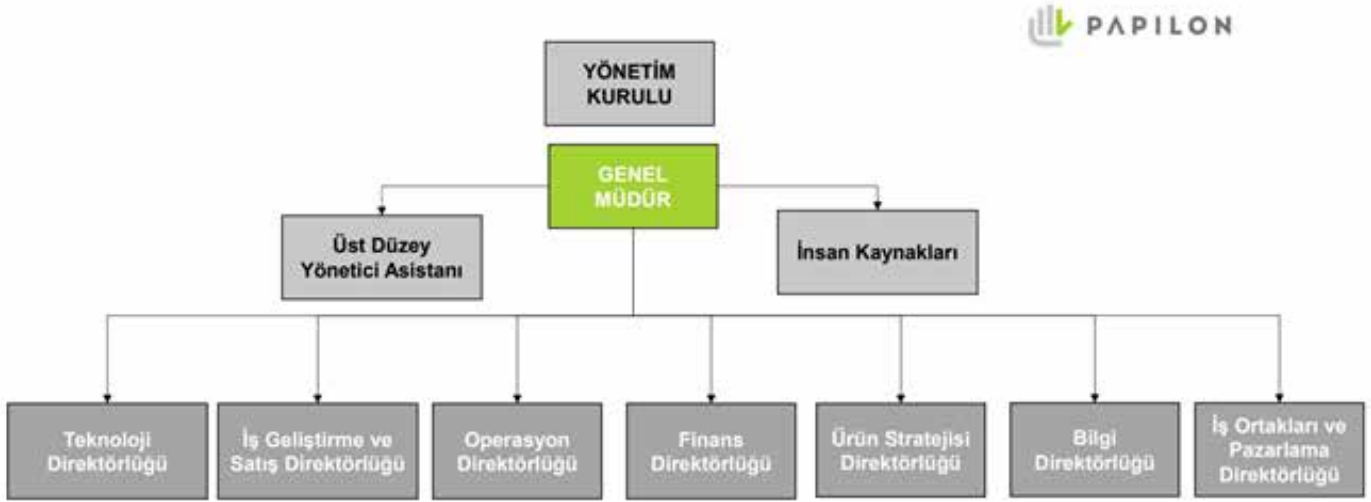 PAPILON
YÖNETİM
KURULU
GENEL
MÜDÜR
Üst Düzey
Yönetici Asistanı
İnsan Kaynakları
Teknoloji
Direktörlüğü
İş Geliştirme ve
Satış Direktörlüğü
Operasyon
Direktörlüğü
Finans
Direktörlüğü
Ürün Stratejisi
Direktörlüğü
Bilgi
Direktörlüğü
İş Ortakları ve
Pazarlama
Direktörlüğü